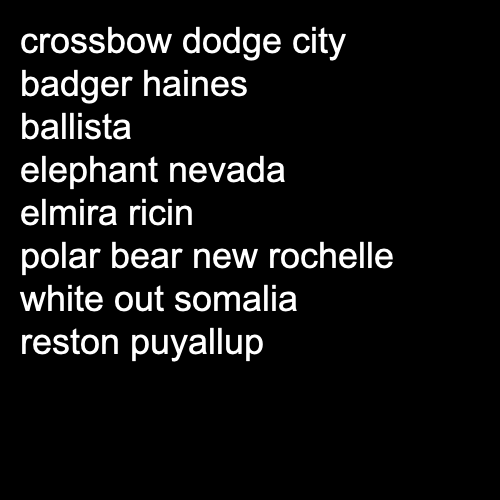 crossbow dodge city
badger haines
ballista
elephant nevada
elmira ricin
polar bear new rochelle
white out somalia
reston puyallup